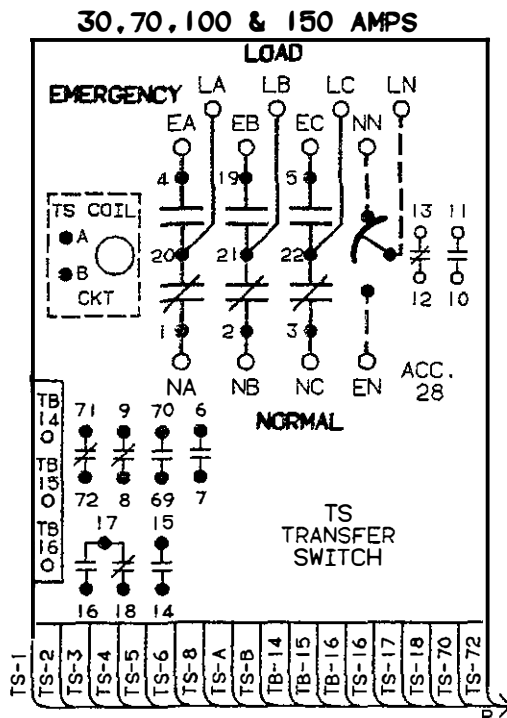 30,70,100 & 150 AMPS
LOAD
EMERGENCY
LA LB LC LN
EA EB EC NN
4 19 5
TS COIL
A
B
CKT
20 21 22
13 11
12 10
1 2 3
NA NB NC EN
ACC.
28
NORMAL
TB
14
TB
15
TB
16
71 9 70 6
72 8 69 7
17 15
16 18 14
TS
TRANSFER
SWITCH
TS-1
TS-2
TS-3
TS-4
TS-5
TS-6
TS-8
TS-A
TS-B
TB-14
TB-15
TB-16
TS-16
TS-17
TS-18
TS-70
TS-72